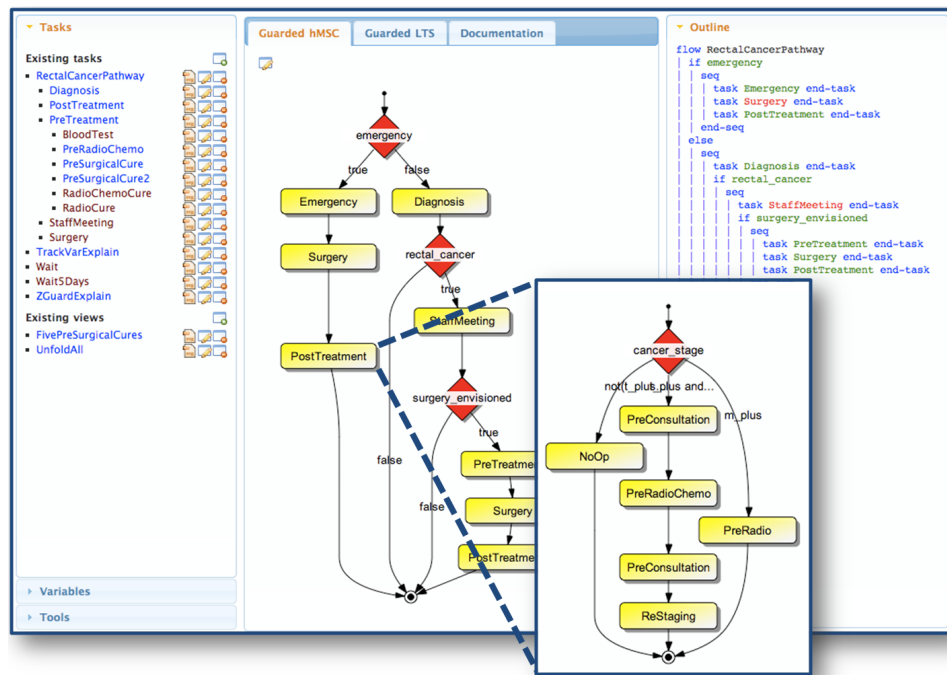 Tasks
Existing tasks
RectalCancerPathway
Diagnosis
PostTreatment
PreTreatment
BloodTest
PreRadioChemo
PreSurgicalCure
PreSurgicalCure2
RadioChemoCure
RadioCure
StaffMeeting
Surgery
TrackVarExplain
Wait
Wait5Days
ZGuardExplain
Existing views
FivePreSurgicalCures
UnfoldAll
Variables
Tools
Guarded hMSC
Guarded LTS
Documentation
emergency
true
false
Emergency
Diagnosis
Surgery
rectal_cancer
true
StaffMeeting
PostTreatment
surgery_envisioned
true
false
PreTreatme
false
Surgery
PostTreatm
cancer_stage
not(t_plus
s_plus and...
m_plus
PreConsultation
NoOp
PreRadioChemo
PreRadio
PreConsultation
ReStaging
Outline
flow RectalCancerPathway
if emergency
seq
task Emergency end-task
task Surgery end-task
task PostTreatment end-task
end-seq
else
seq
task Diagnosis end-task
if rectal_cancer
seq
task StaffMeeting end-task
if surgery_envisioned
seq
task PreTreatment end-task
task Surgery end-task
task PostTreatment end-task